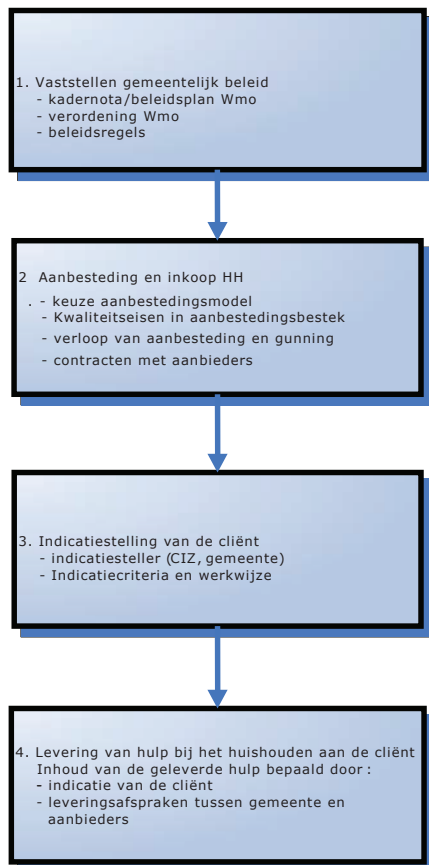 1. Vaststellen gemeentelijk beleid
- kadernota/beleidsplan Wmo
- verordening Wmo
- beleidsregels
2 Aanbesteding en inkoop HH
. - keuze aanbestedingsmodel
- Kwaliteitseisen in aanbestedingsbestek
- verloop van aanbesteding en gunning
- contracten met aanbieders
3. Indicatiestelling van de cliënt
- indicatiesteller (CIZ, gemeente)
- Indicatiecriteria en werkwijze
4. Levering van hulp bij het huishouden aan de cliënt
Inhoud van de geleverde hulp bepaald door :
- indicatie van de cliënt
- leveringsafspraken tussen gemeente en
aanbieders